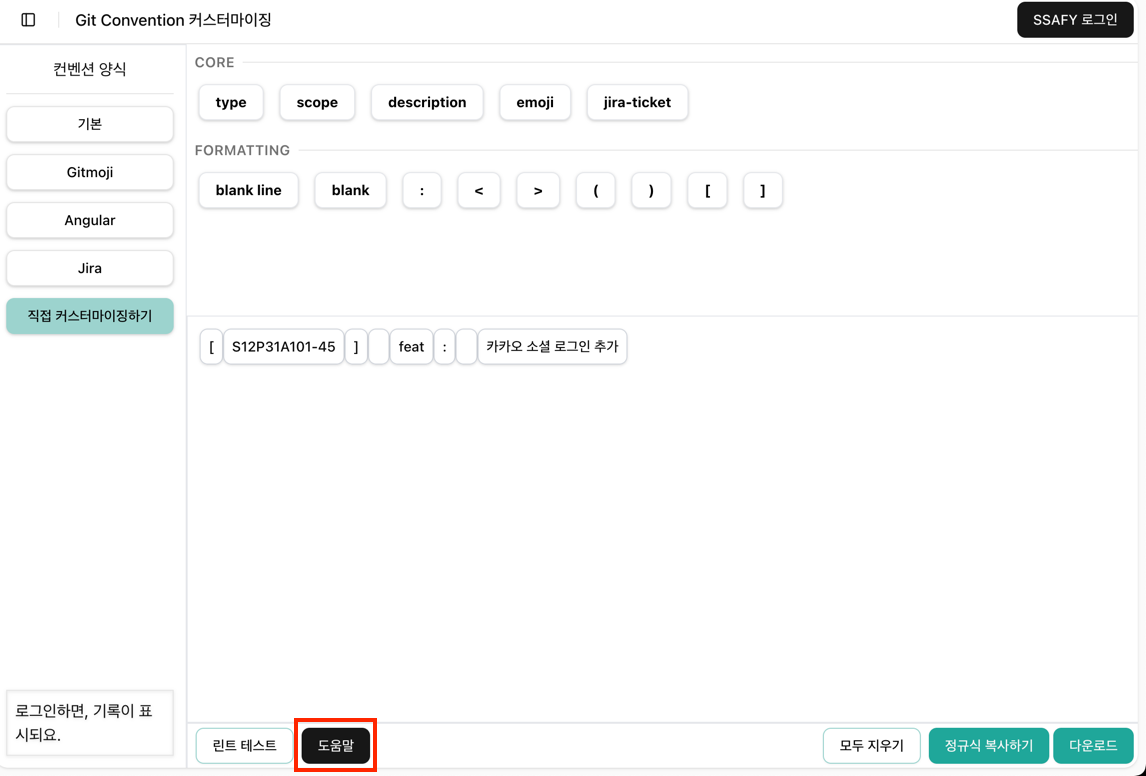 Git Convention 커스터마이징
SSAFY 로그인
컨벤션 양식
기본
Gitmoji
Angular
Jira
직접 커스터마이징하기
로그인하면, 기록이 표
시되요.
CORE
type scope description emoji jira-ticket
FORMATTING
blank line blank : < > ( ) [ ]
[ S12P31A101-45 ] feat : 카카오 소셜 로그인 추가
린트 테스트 도움말 모두 지우기 정규식 복사하기 다운로드